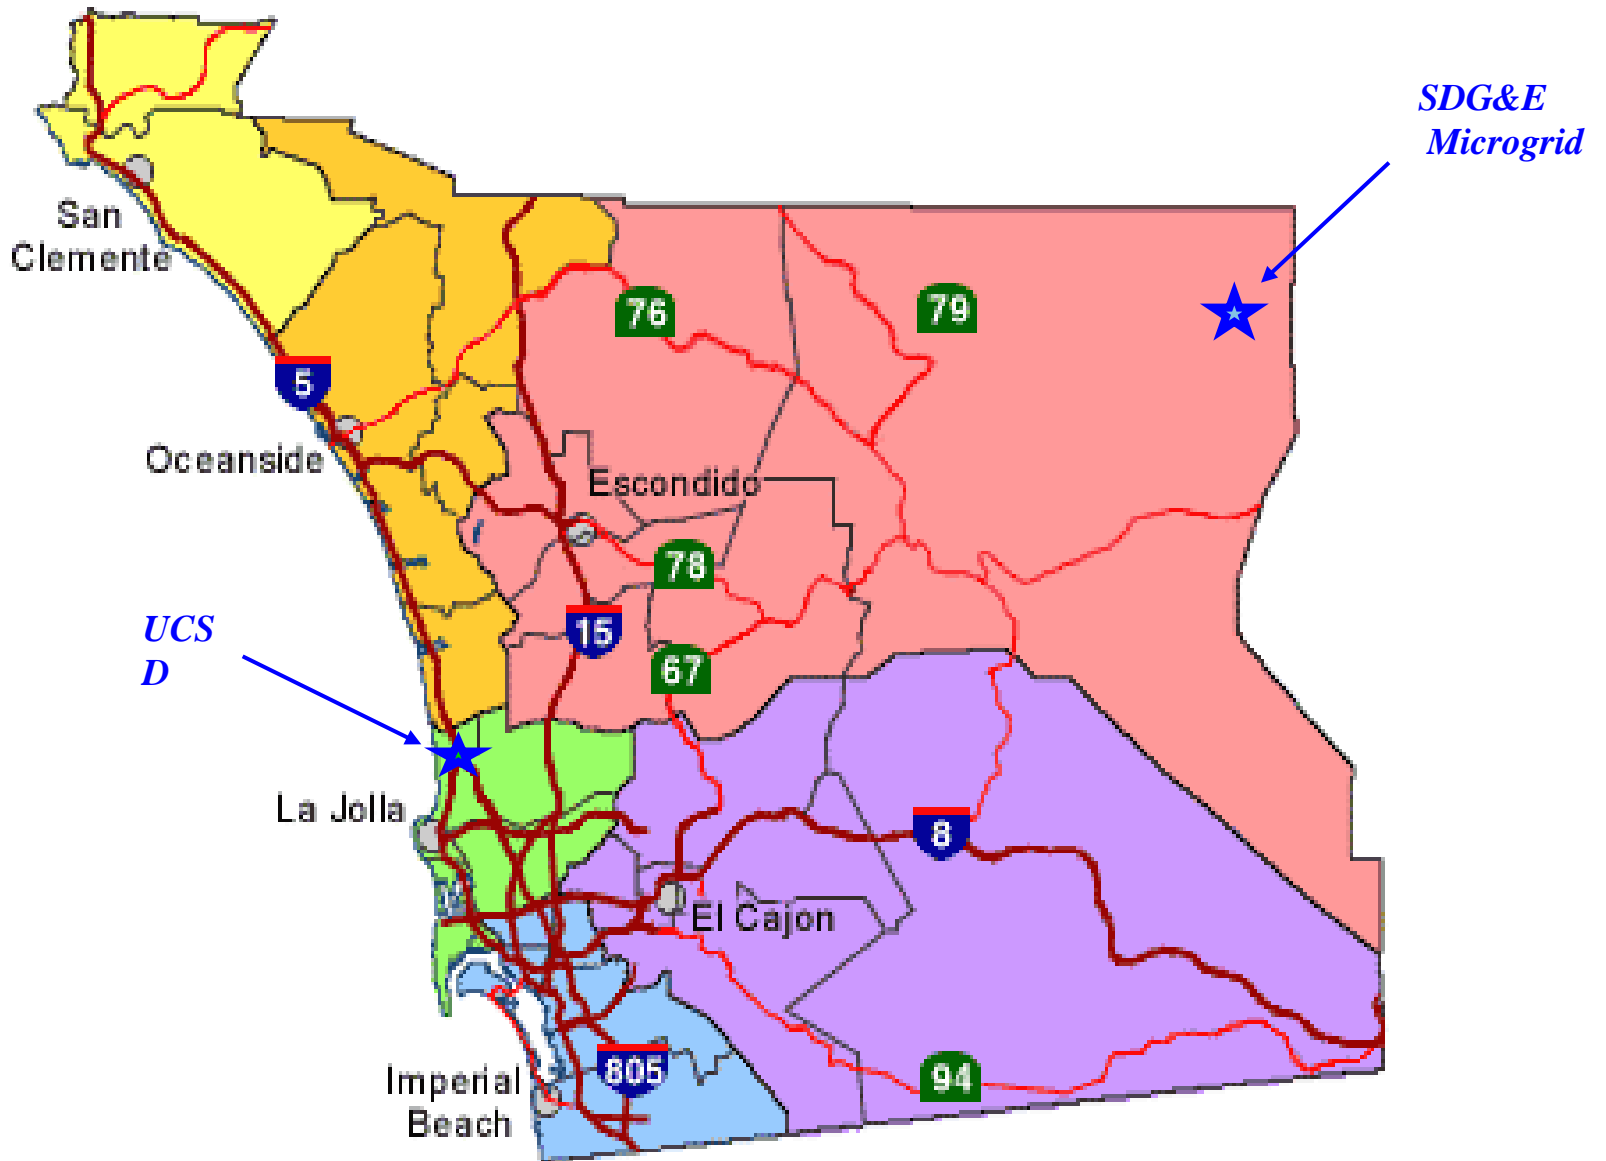 SDG&E
Microgrid
San
Clemente
76
79
5
Oceanside
Escondido
78
UCS
D
15
67
La Jolla
8
El Cajon
Imperial
Beach
805
94